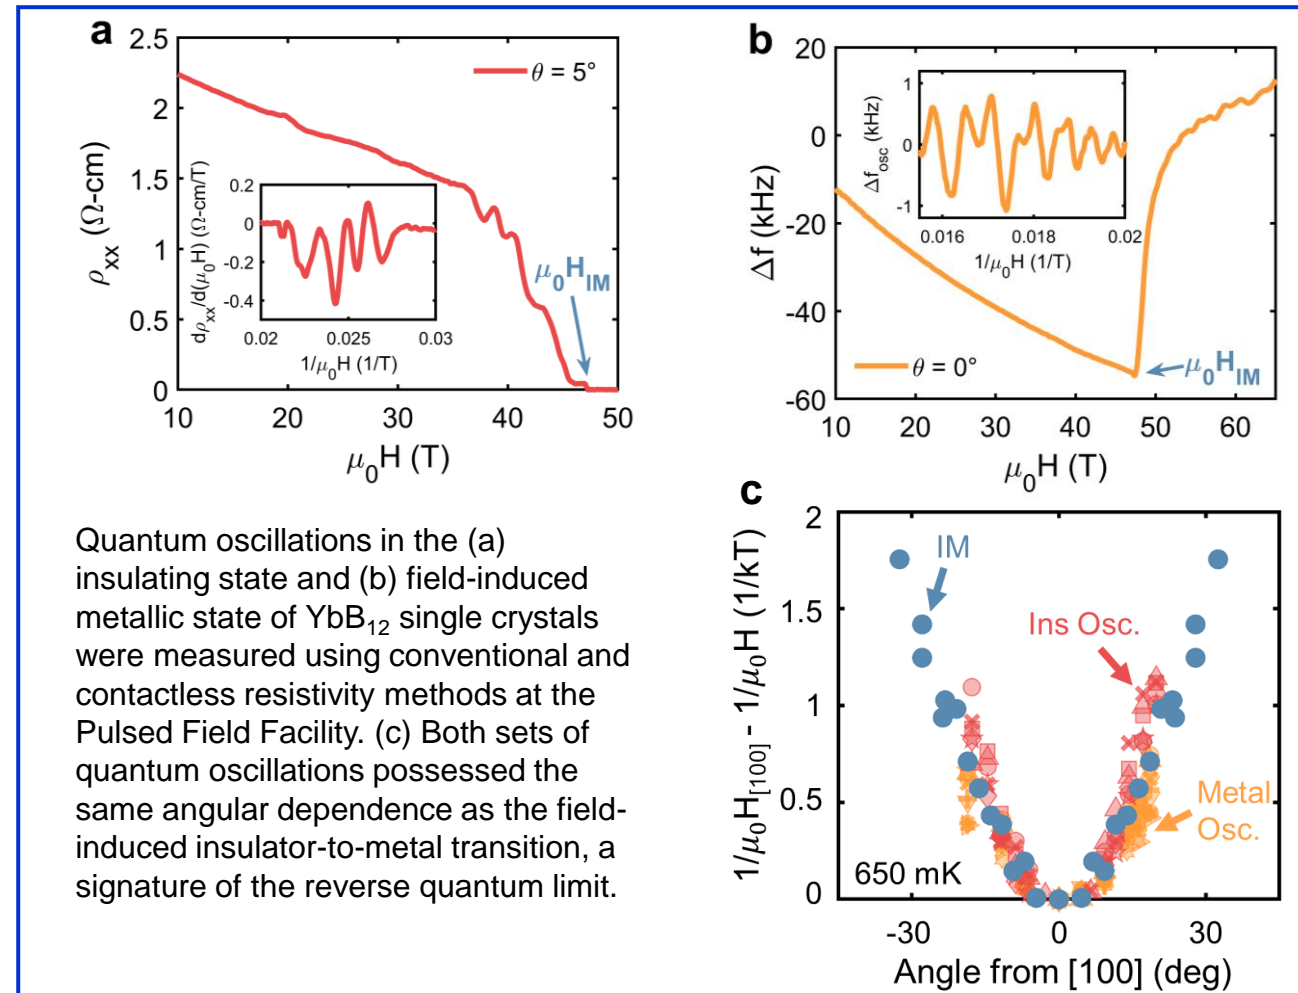 a
2.5
2
1.5
1
0.5
0
ρxx (Ω-cm)
θ = 5°
0.2
0
-0.2
-0.4
dρxx/d(μ0H) (Ω-cm/T)
0.02 0.025 0.03
1/μ0H (1/T)
μ0HIM
10 20 30 40 50
μ0H (T)
b
20
0
-20
-40
-60
Δf (kHz)
1
0
-1
Δfosc (kHz)
0.016 0.018 0.02
1/μ0H (1/T)
θ = 0°
μ0HIM
10 20 30 40 50 60
μ0H (T)
Quantum oscillations in the (a)
insulating state and (b) field-induced
metallic state of YbB12 single crystals
were measured using conventional and
contactless resistivity methods at the
Pulsed Field Facility. (c) Both sets of
quantum oscillations possessed the
same angular dependence as the field-
induced insulator-to-metal transition, a
signature of the reverse quantum limit.
c
2
1.5
1
0.5
0
1/μ0H[100] - 1/μ0H (1/kT)
IM
Ins Osc.
Metal
Osc.
650 mK
-30 0 30
Angle from [100] (deg)